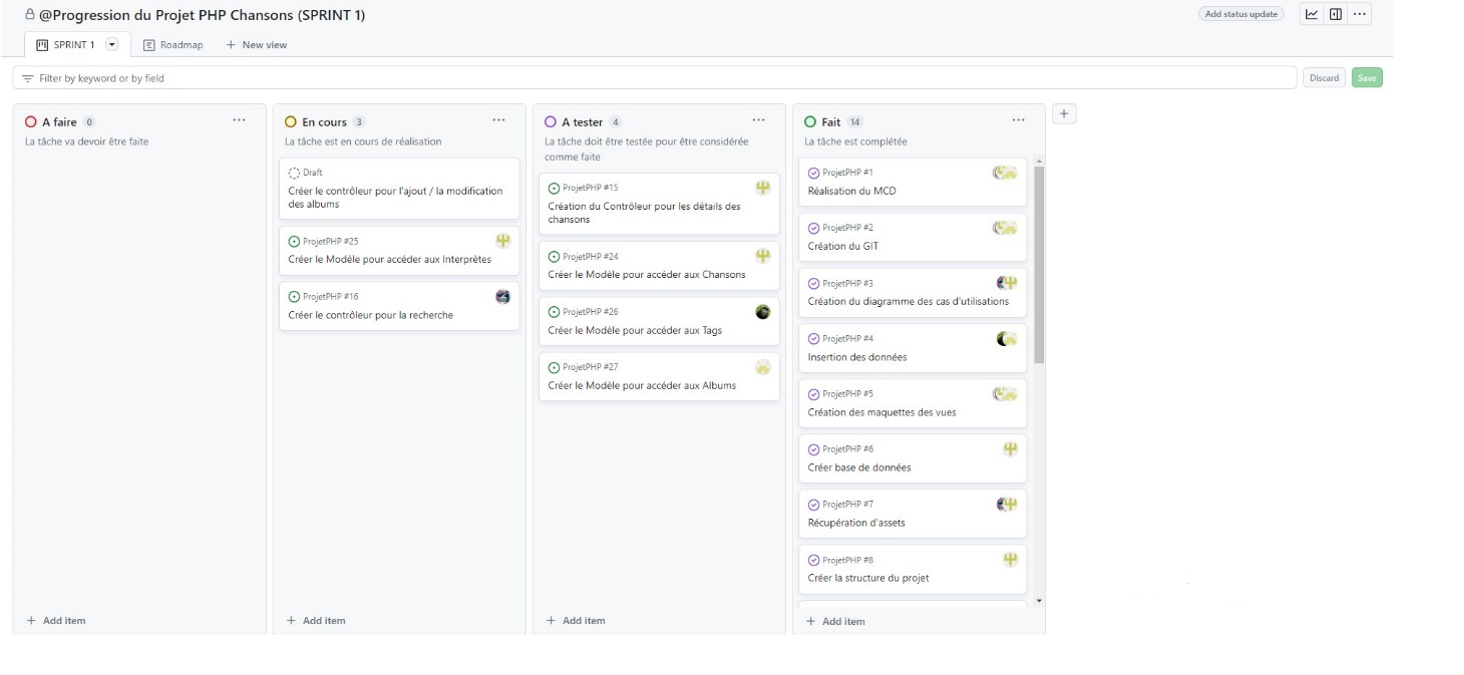 @Progression du Projet PHP Chansons (SPRINT 1)
Add status update
SPRINT 1
Roadmap
New view
Filter by keyword or by field
Discard
Save
A faire 0
La tâche va devoir être faite
Add item
En cours 3
La tâche est en cours de réalisation
Draft
Créer le contrôleur pour l'ajout / la modification
des albums
ProjetPHP #25
Créer le Modèle pour accéder aux Interprètes
ProjetPHP #16
Créer le contrôleur pour la recherche
Add item
A tester 4
La tâche doit être testée pour être considérée
comme faite
ProjetPHP #15
Création du Contrôleur pour les détails des
chansons
ProjetPHP #24
Créer le Modèle pour accéder aux Chansons
ProjetPHP #26
Créer le Modèle pour accéder aux Tags
ProjetPHP #27
Créer le Modèle pour accéder aux Albums
Add item
Fait 14
La tâche est complétée
ProjetPHP #1
Réalisation du MCD
ProjetPHP #2
Création du GIT
ProjetPHP #3
Création du diagramme des cas d'utilisations
ProjetPHP #4
Insertion des données
ProjetPHP #5
Création des maquettes des vues
ProjetPHP #6
Créer base de données
ProjetPHP #7
Récupération d'assets
ProjetPHP #8
Créer la structure du projet
Add item